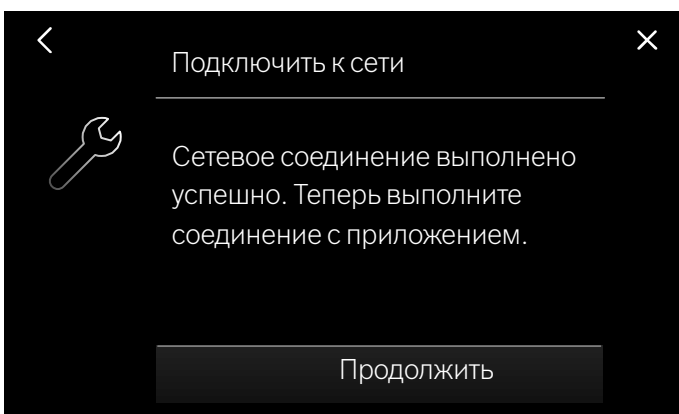 Подключить к сети
Сетевое соединение выполнено
успешно. Теперь выполните
соединение с приложением.
Продолжить